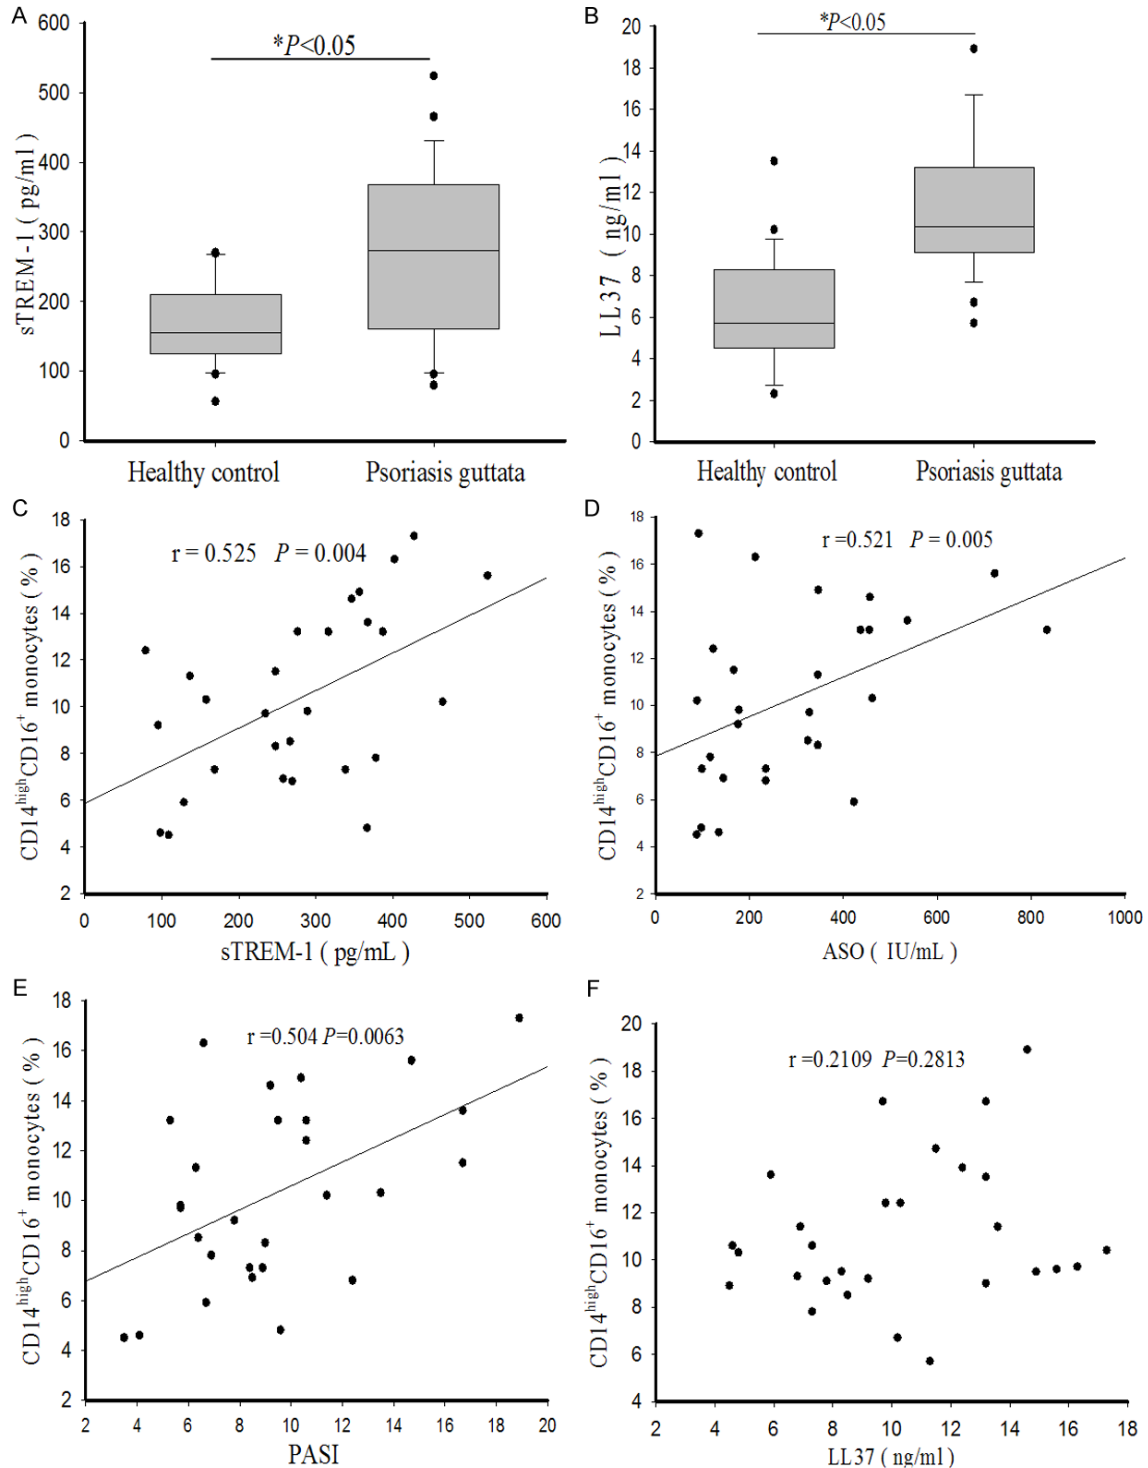 A
sTREM-1 ( pg/ml )
600
500
400
300
200
100
0
*P<0.05
Healthy control
Psoriasis guttata
B
LL37 ( ng/ml )
20
18
16
14
12
10
8
6
4
2
0
*P<0.05
Healthy control
Psoriasis guttata
C
CD14highCD16+ monocytes ( % )
18
16
14
12
10
8
6
4
2
r = 0.525 P = 0.004
0 100 200 300 400 500 600
sTREM-1 ( pg/mL )
D
CD14highCD16+ monocytes ( % )
18
16
14
12
10
8
6
4
2
r =0.521 P = 0.005
0 200 400 600 800 1000
ASO ( IU/mL )
E
CD14highCD16+ monocytes ( % )
18
16
14
12
10
8
6
4
2
r =0.504 P=0.0063
2 4 6 8 10 12 14 16 18 20
PASI
F
CD14highCD16+ monocytes ( % )
20
18
16
14
12
10
8
6
4
r =0.2109 P=0.2813
2 4 6 8 10 12 14 16 18
LL37 ( ng/ml )